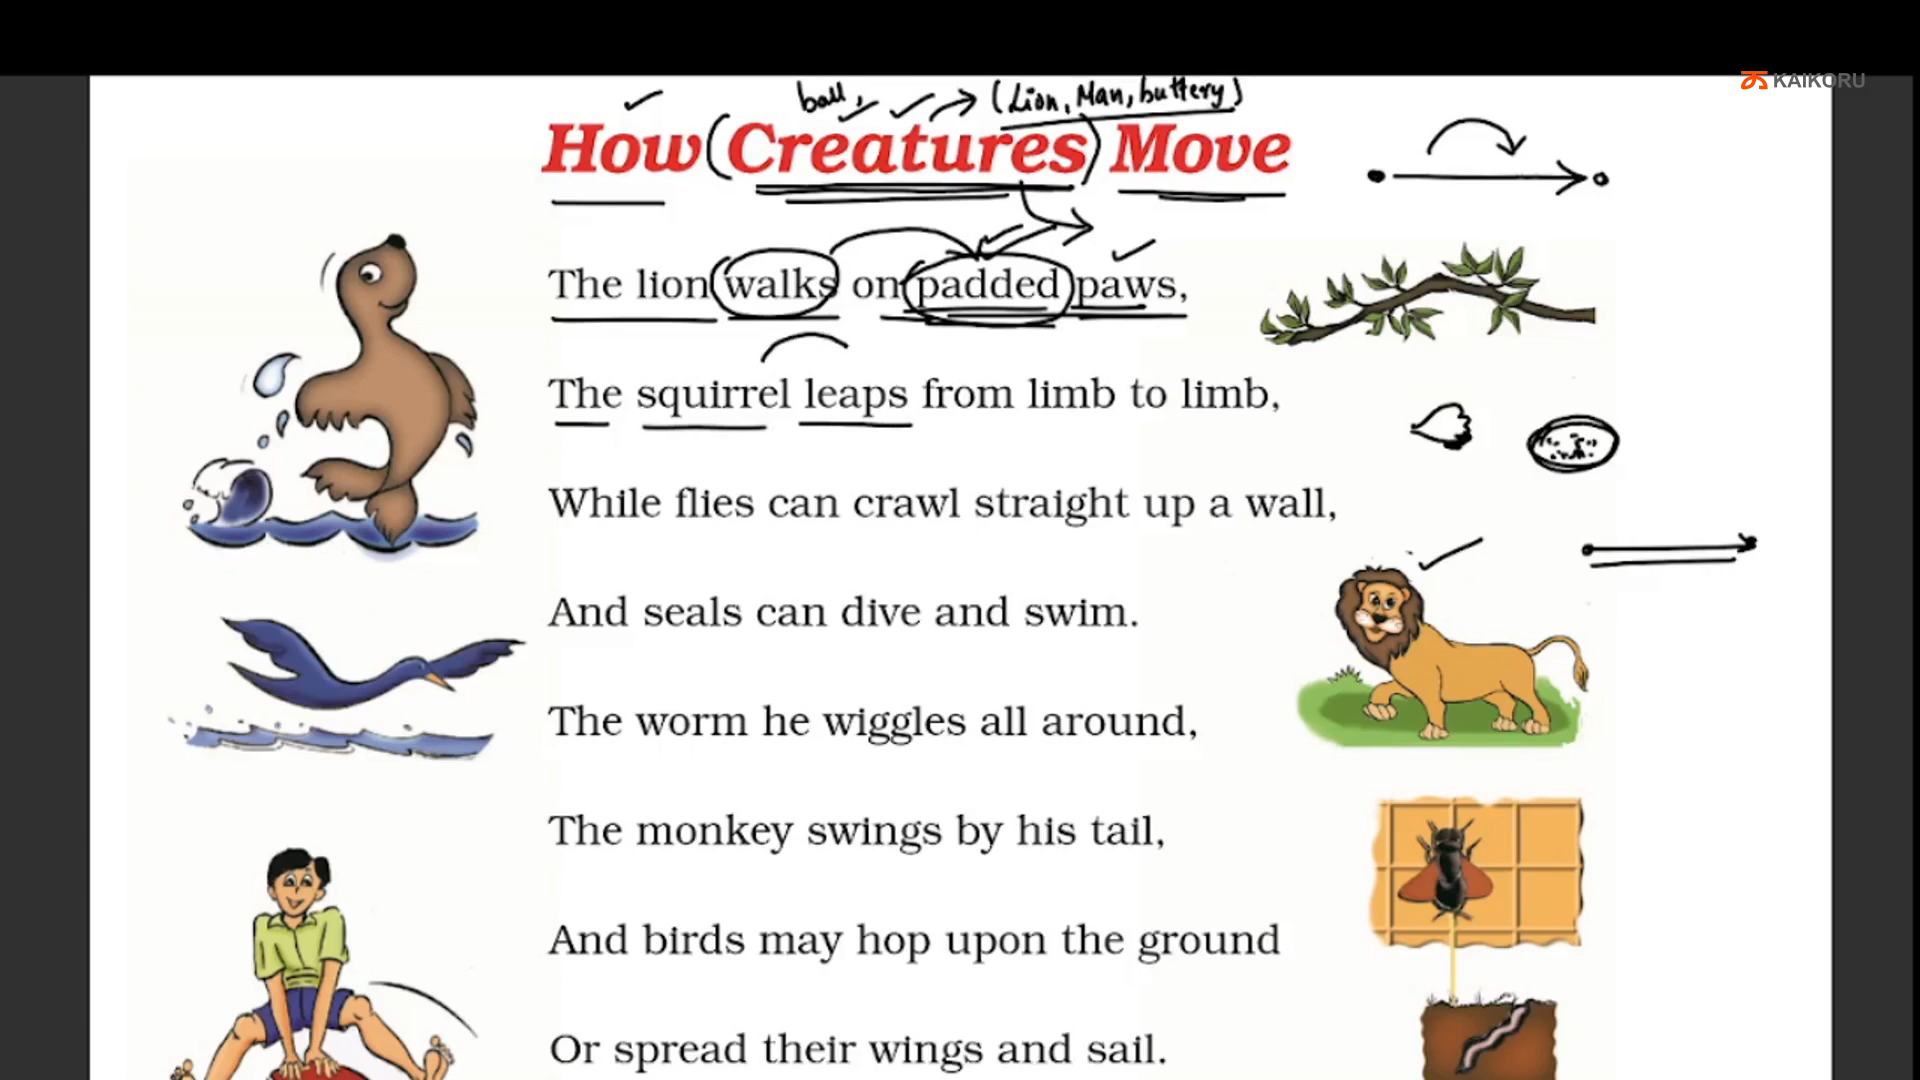 KAIKORU
ball, → (Lion, Man, buttery)
How (Creatures) Move
The lion walks on padded paws,
The squirrel leaps from limb to limb,
While flies can crawl straight up a wall,
And seals can dive and swim.
The worm he wiggles all around,
The monkey swings by his tail,
And birds may hop upon the ground
Or spread their wings and sail.